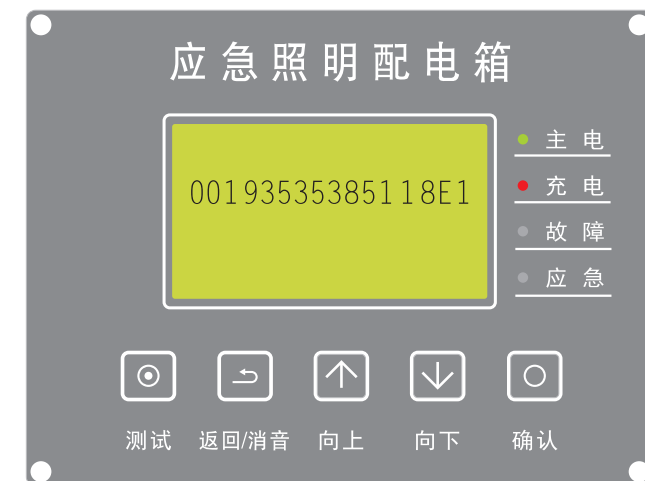 应急照明配电箱
00193535385118E1
主电
充电
故障
应急
测试 返回/消音 向上 向下 确认